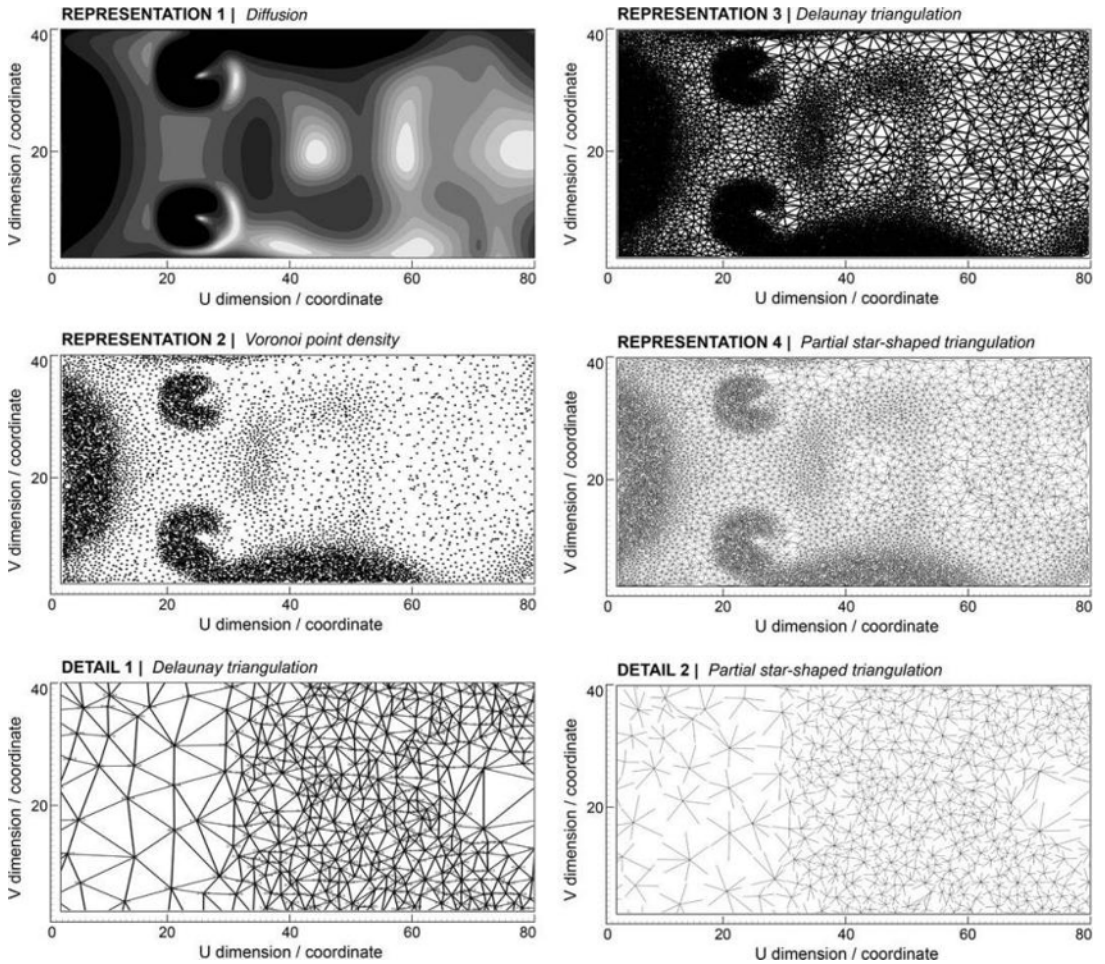 REPRESENTATION 1 | Diffusion
40
20
0
20
40
60
80
V dimension / coordinate
U dimension / coordinate
REPRESENTATION 3 | Delaunay triangulation
40
20
0
20
40
60
80
V dimension / coordinate
U dimension / coordinate
REPRESENTATION 2 | Voronoi point density
40
20
0
20
40
60
80
V dimension / coordinate
U dimension / coordinate
REPRESENTATION 4 | Partial star-shaped triangulation
40
20
0
20
40
60
80
V dimension / coordinate
U dimension / coordinate
DETAIL 1 | Delaunay triangulation
40
20
0
20
40
60
80
V dimension / coordinate
U dimension / coordinate
DETAIL 2 | Partial star-shaped triangulation
40
20
0
20
40
60
80
V dimension / coordinate
U dimension / coordinate